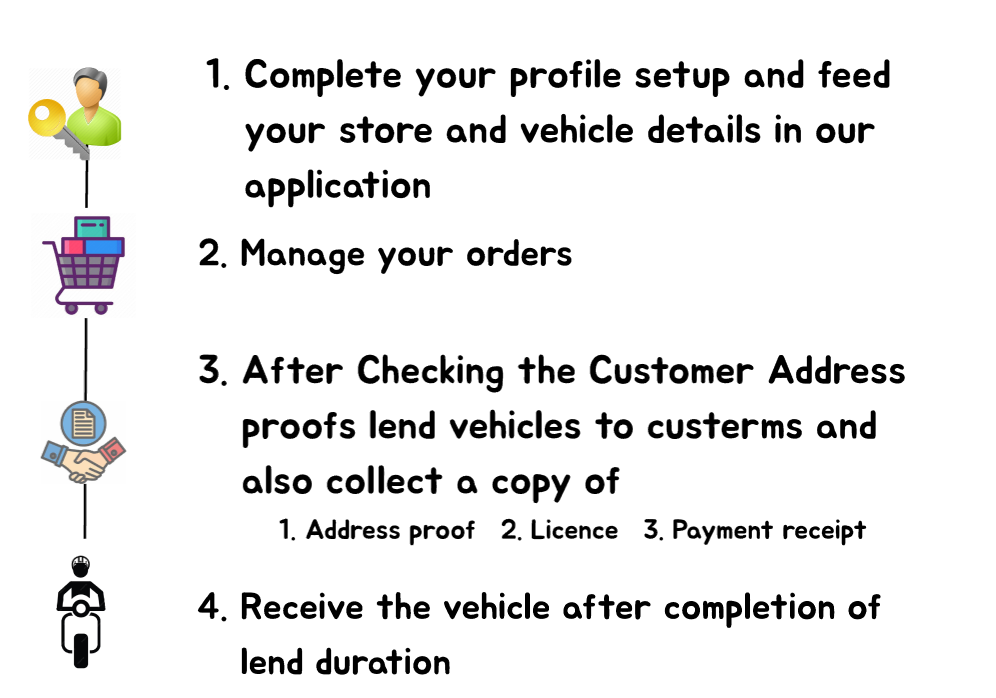 1. Complete your profile setup and feed
your store and vehicle details in our
application
2. Manage your orders
3. After Checking the Customer Address
proofs lend vehicles to custerms and
also collect a copy of
1. Address proof 2. Licence 3. Payment receipt
4. Receive the vehicle after completion of
lend duration